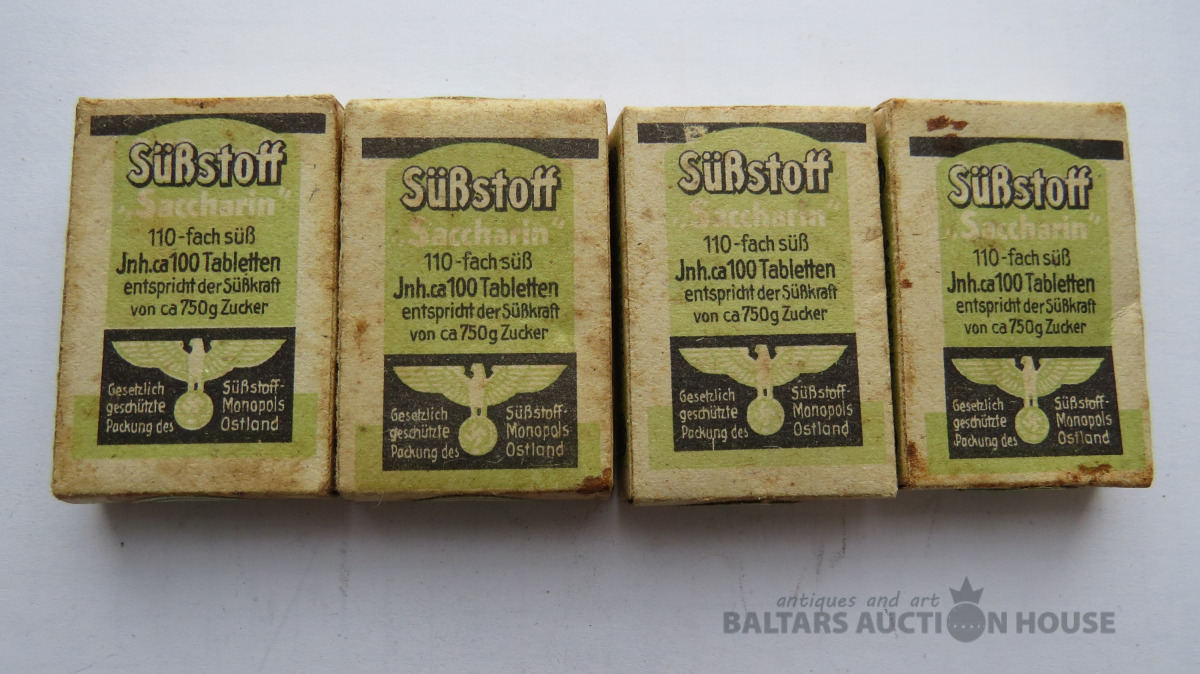 Süßstoff
„Saccharin"
110-fach süß
Jnh.ca 100 Tabletten
entspricht der Süßkraft
von ca 750g Zucker
Gesetzlich
geschützte
Packung des
Süßstoff-
Monopols
Ostland
Süßstoff
„Saccharin"
110-fach süß
Jnh.ca 100 Tabletten
entspricht der Süßkraft
von ca 750g Zucker
Gesetzlich
geschützte
Packung des
Süßstoff-
Monopols
Ostland
Süßstoff
„Saccharin"
110-fach süß
Jnh.ca 100 Tabletten
entspricht der Süßkraft
von ca 750g Zucker
Gesetzlich
geschützte
Packung des
Süßstoff-
Monopols
Ostland
Süßstoff
„Saccharin"
110-fach süß
Jnh.ca 100 Tabletten
entspricht der Süßkraft
von ca 750g Zucker
Gesetzlich
geschützte
Packung des
Süßstoff-
Monopols
Ostland
antiques and art
BALTARS AUCTION HOUSE